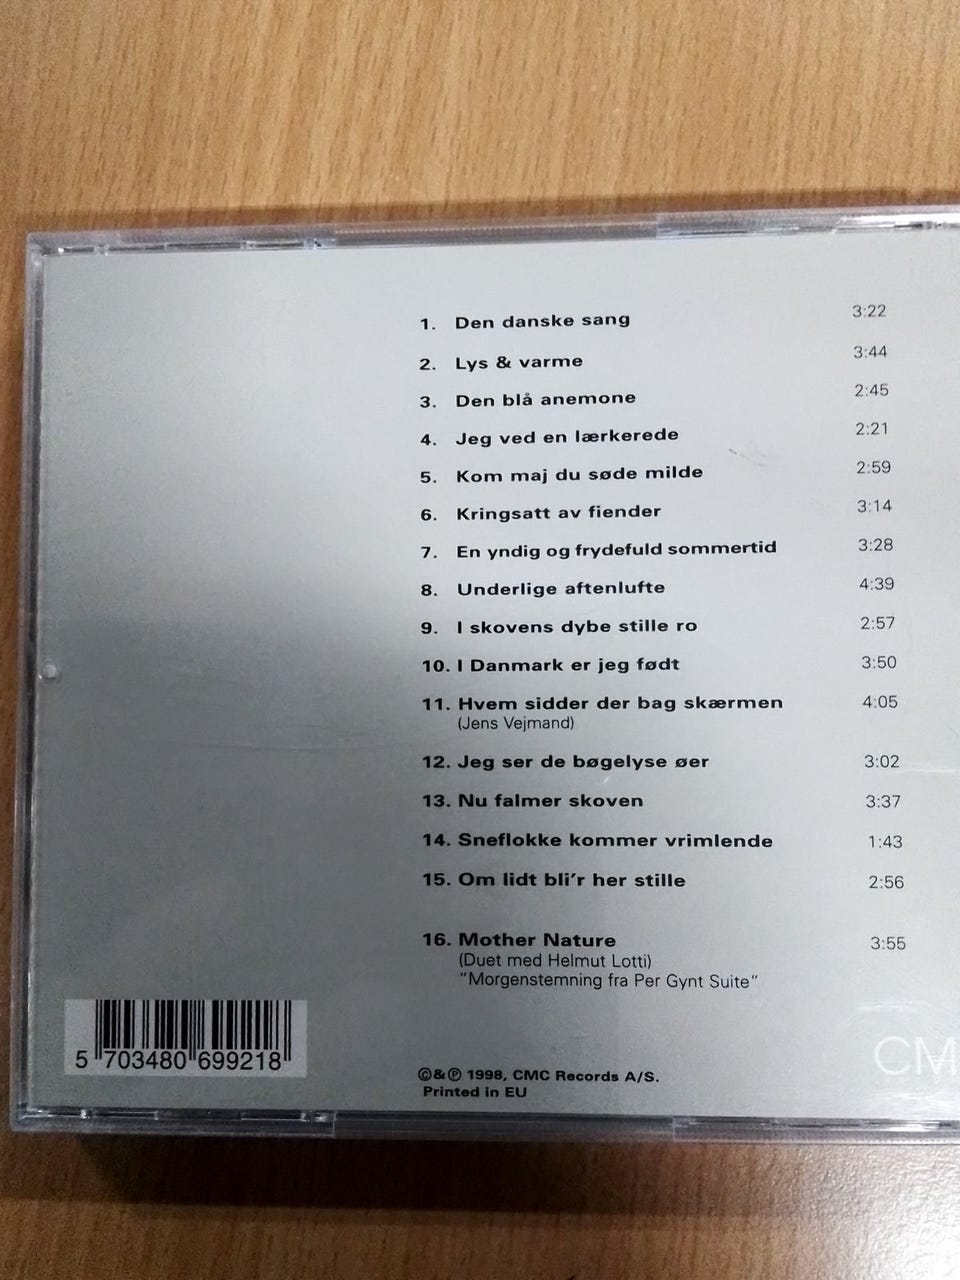 1. Den danske sang 3:22
2. Lys & varme 3:44
3. Den blå anemone 2:45
4. Jeg ved en lærkerede 2:21
5. Kom maj du søde milde 2:59
6. Kringsatt av fiender 3:14
7. En yndig og frydefuld sommertid 3:28
8. Underlige aftenlufte 4:39
9. I skovens dybe stille ro 2:57
10. I Danmark er jeg født 3:50
11. Hvem sidder der bag skærmen 4:05
(Jens Vejmand)
12. Jeg ser de bøgelyse øer 3:02
13. Nu falmer skoven 3:37
14. Sneflokke kommer vrimlende 1:43
15. Om lidt bli'r her stille 2:56
16. Mother Nature 3:55
(Duet med Helmut Lotti)
"Morgenstemning fra Per Gynt Suite"
5 703480 699218
CM
©&℗ 1998, CMC Records A/S.
Printed in EU